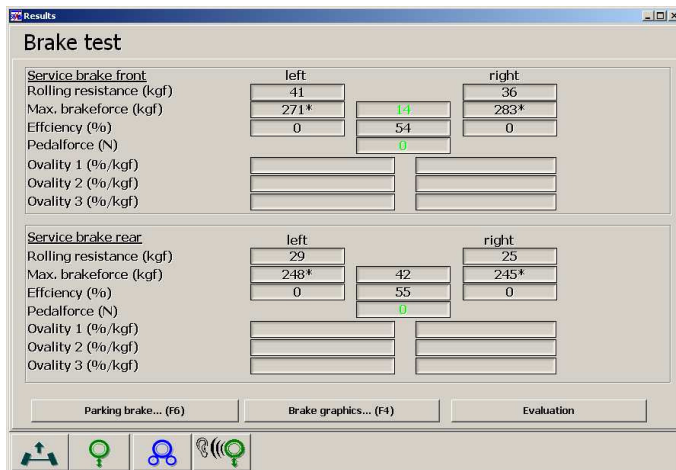 Results
Brake test
Service brake front left right
Rolling resistance (kgf) 41 36
Max. brakeforce (kgf) 271* 14 283*
Effciency (%) 0 54 0
Pedalforce (N) 0
Ovality 1 (%/kgf)
Ovality 2 (%/kgf)
Ovality 3 (%/kgf)
Service brake rear left right
Rolling resistance (kgf) 29 25
Max. brakeforce (kgf) 248* 42 245*
Effciency (%) 0 55 0
Pedalforce (N) 0
Ovality 1 (%/kgf)
Ovality 2 (%/kgf)
Ovality 3 (%/kgf)
Parking brake... (F6) Brake graphics... (F4) Evaluation